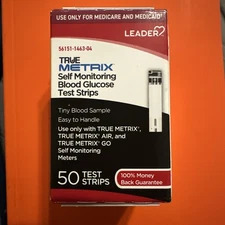 USE ONLY FOR MEDICARE AND MEDICAID
LEADER
56151-1463-04
TRUE
METRIX
Self Monitoring
Blood Glucose
Test Strips
Tiny Blood Sample
Easy to Handle
Use only with TRUE METRIX,
TRUE METRIX AIR, and
TRUE METRIX GO
Self Monitoring
Meters
50 TEST
STRIPS
100% Money
Back Guarantee